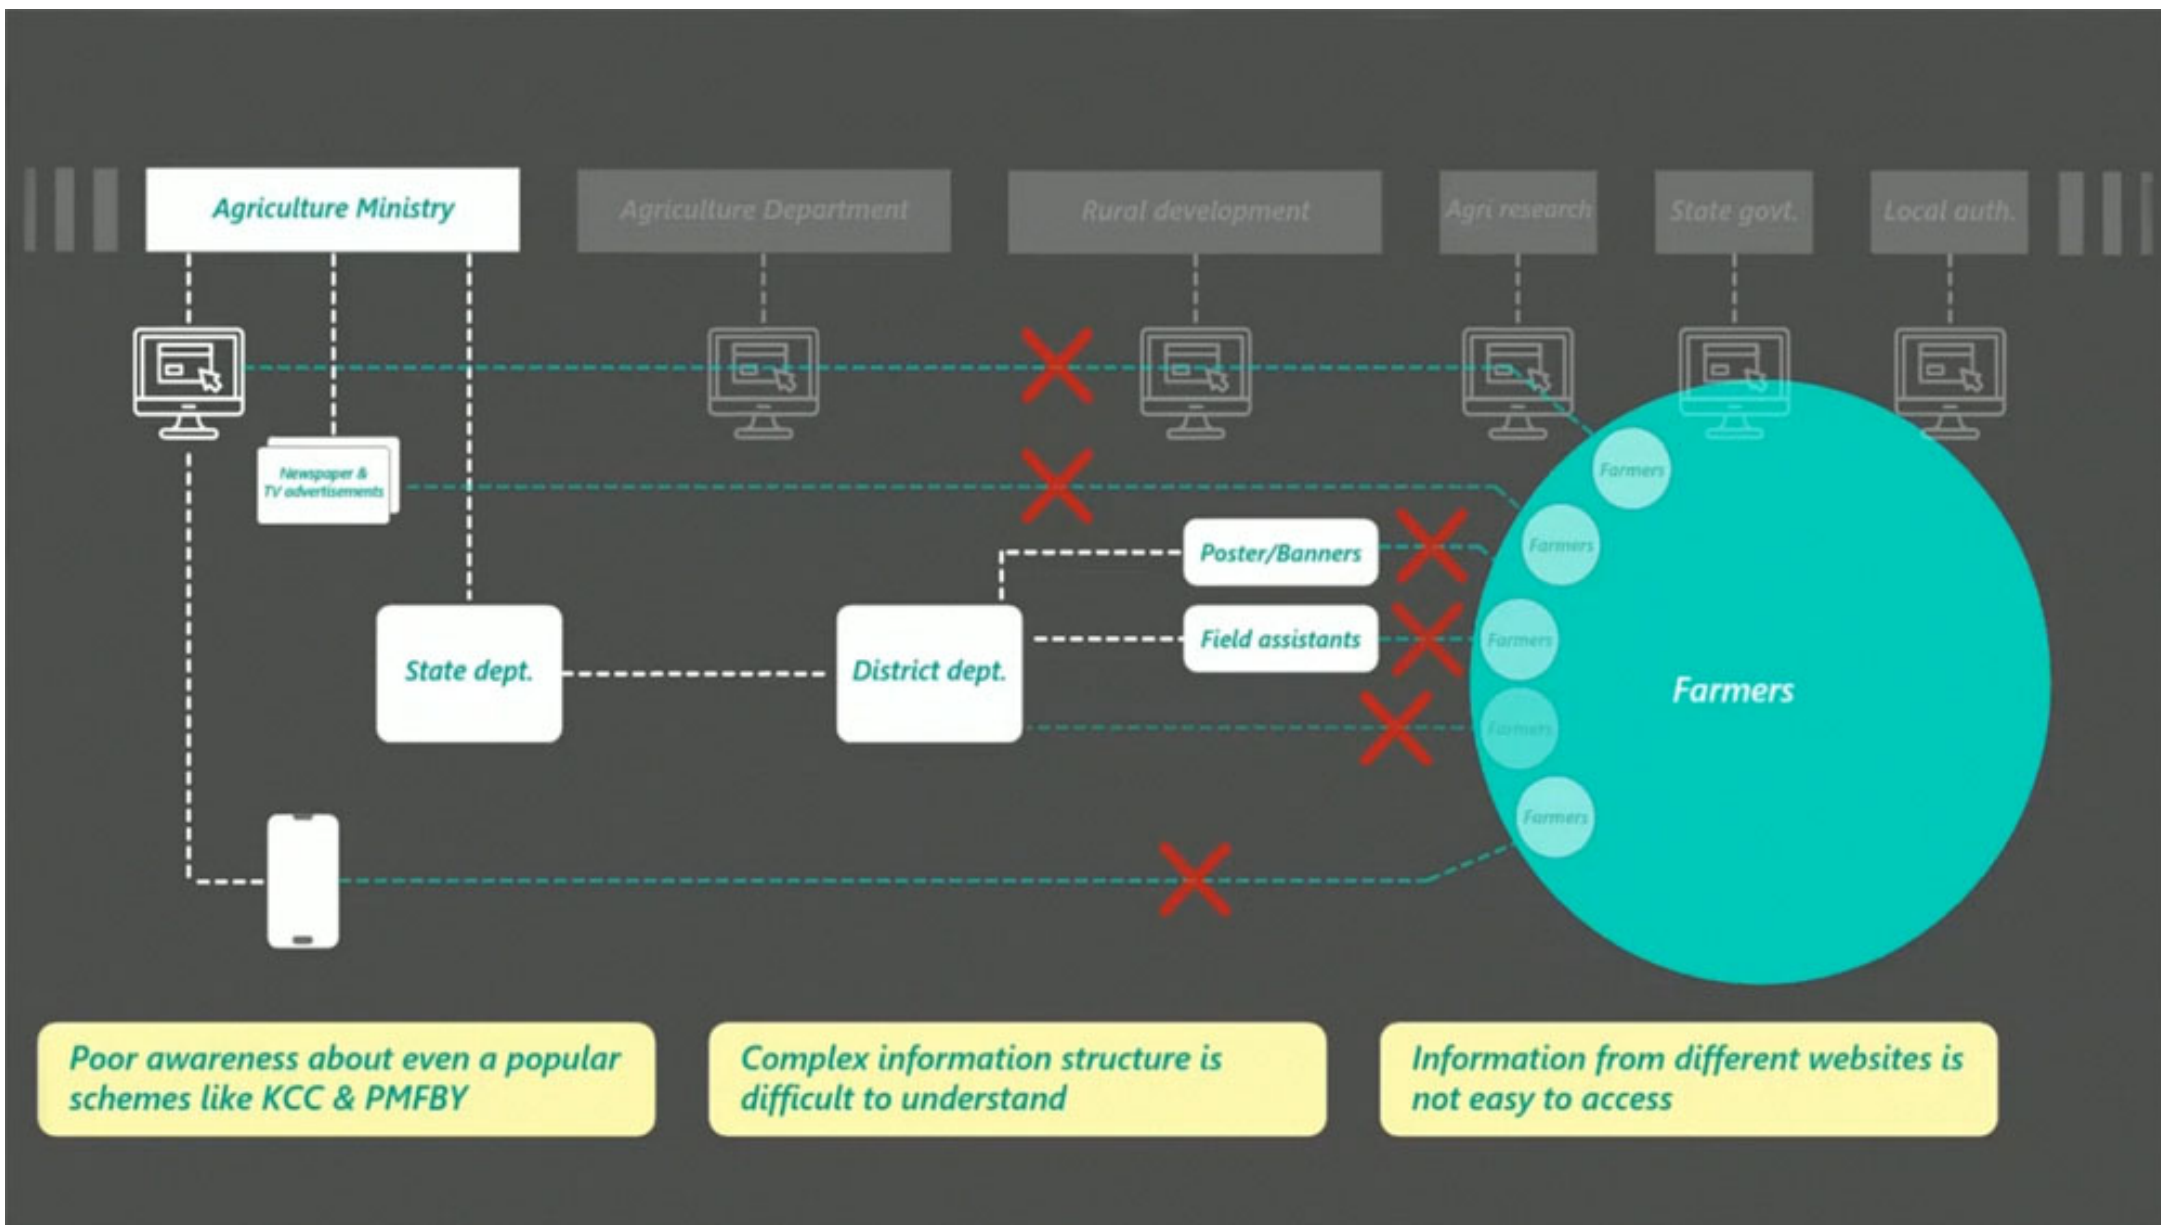 Agriculture Ministry
Agriculture Department
Rural development
Agri research
State govt.
Local auth.
Newspaper &
TV advertisements
Farmers
Farmers
Poster/Banners
Field assistants
Farmers
State dept.
District dept.
Farmers
Farmers
Farmers
Poor awareness about even a popular
schemes like KCC & PMFBY
Complex information structure is
difficult to understand
Information from different websites is
not easy to access